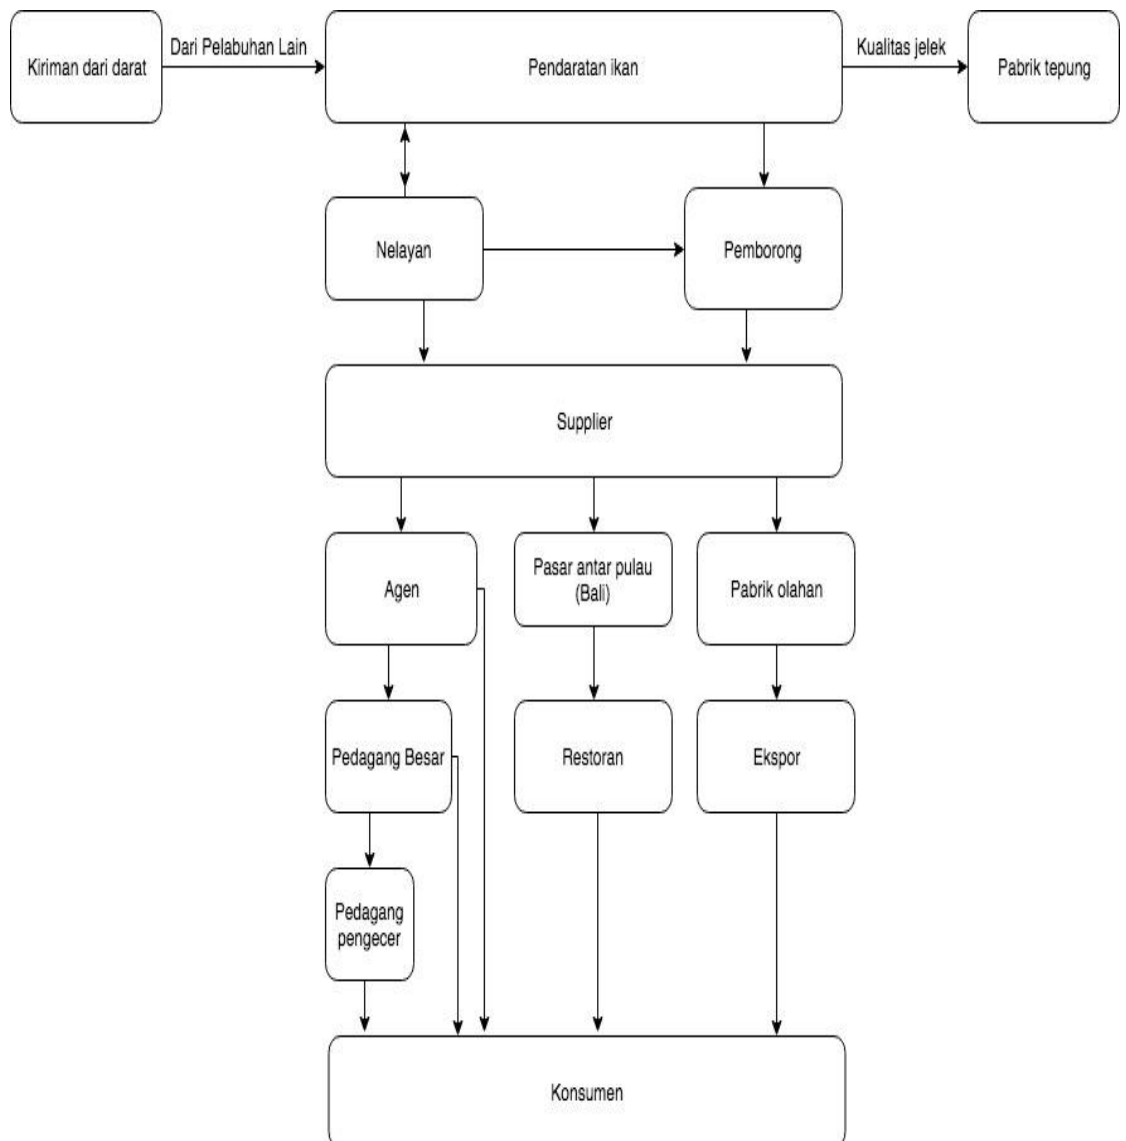 Kiriman dari darat
Dari Pelabuhan Lain
Pendaratan ikan
Kualitas jelek
Pabrik tepung
Nelayan
Pemborong
Supplier
Agen
Pasar antar pulau
(Bali)
Pabrik olahan
Pedagang Besar
Restoran
Ekspor
Pedagang
pengecer
Konsumen